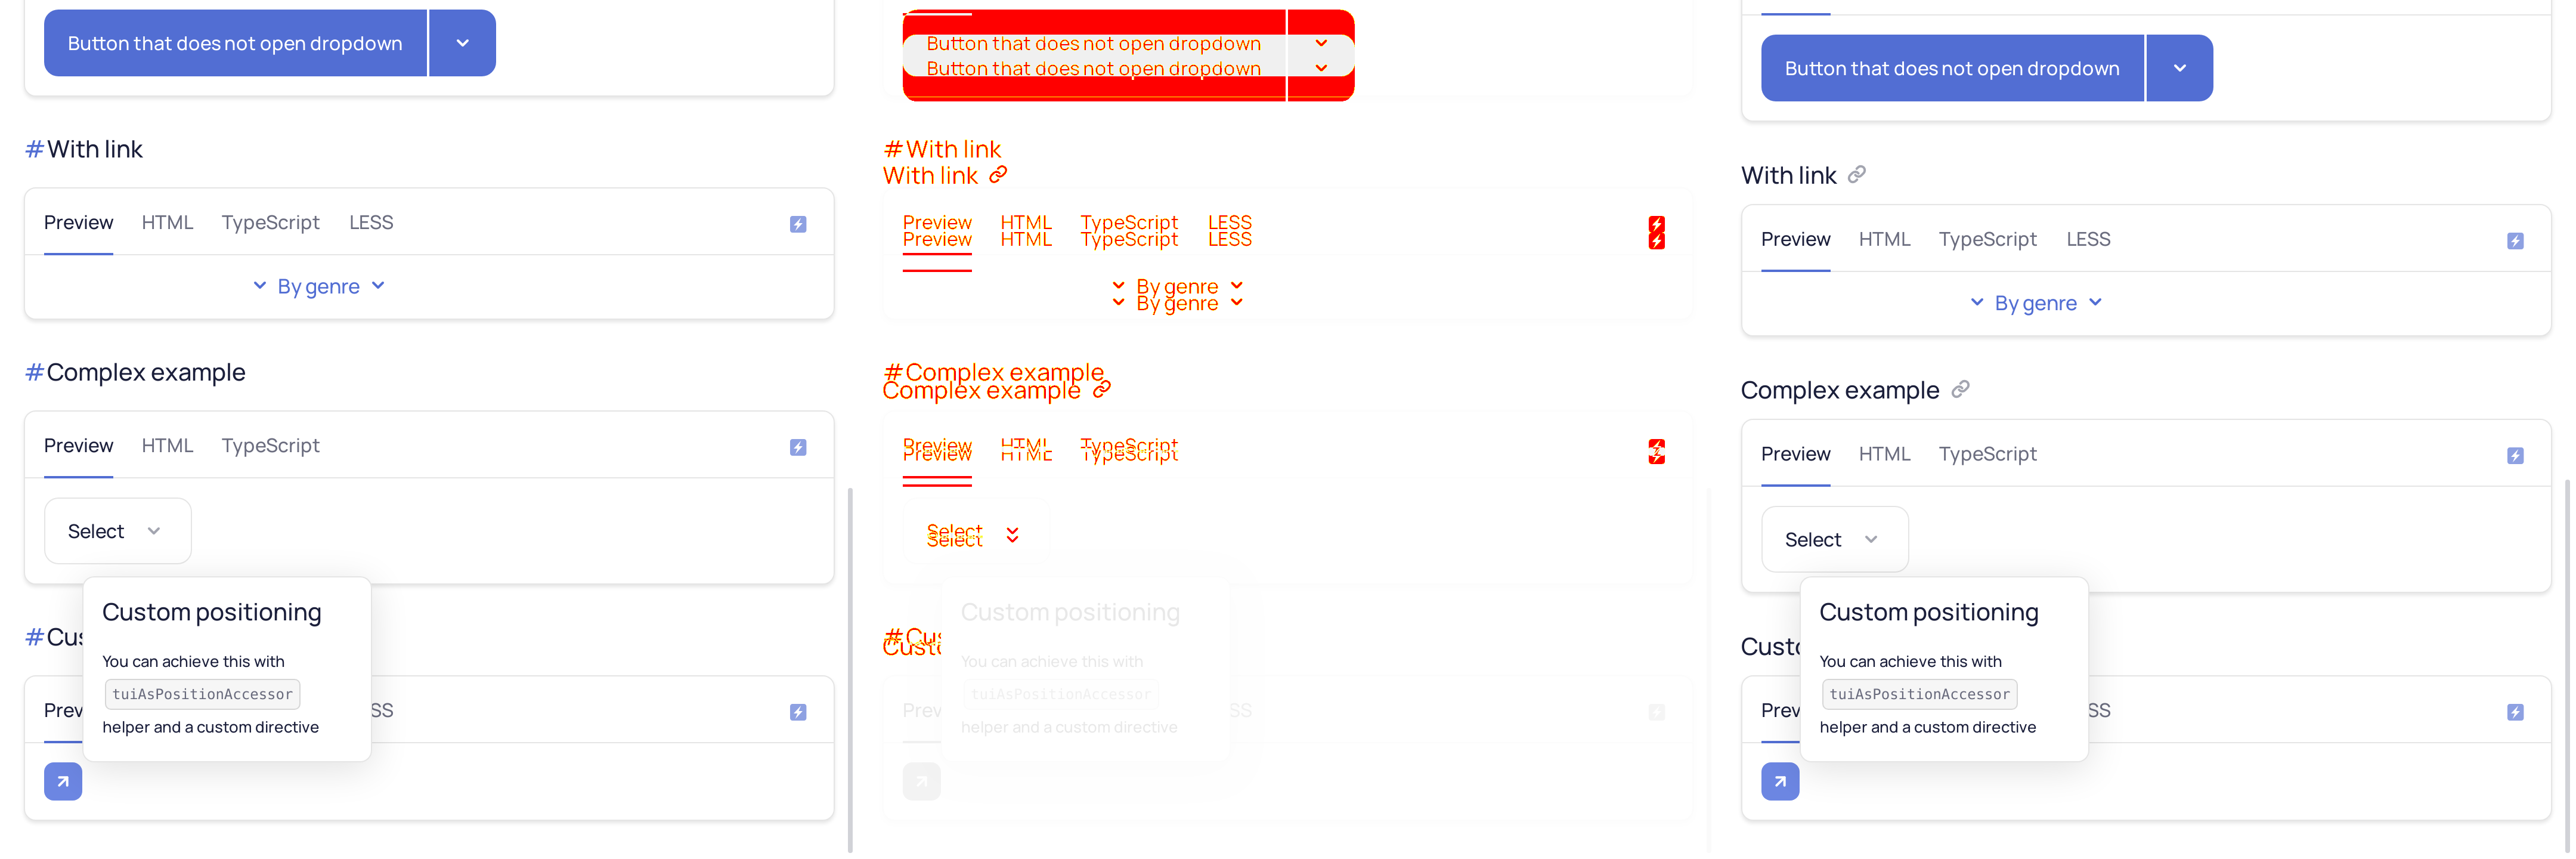 Button that does not open dropdown
#With link
Preview HTML TypeScript LESS
By genre
#Complex example
Preview HTML TypeScript
Select
Custom positioning
#Cus
You can achieve this with
tuiAsPositionAccessor
Prev SS
helper and a custom directive
Button that does not open dropdown
Button that does not open dropdown
#With link
With link
Preview HTML TypeScript LESS
Preview HTML TypeScript LESS
By genre
By genre
#Complex example
Complex example
Preview HTML TypeScript
Preview HTML TypeScript
Select
Select
Custom positioning
#Cus
Custo
You can achieve this with
tuiAsPositionAccessor
Prev SS
helper and a custom directive
Button that does not open dropdown
With link
Preview HTML TypeScript LESS
By genre
Complex example
Preview HTML TypeScript
Select
Custom positioning
Custo
You can achieve this with
tuiAsPositionAccessor
Prev SS
helper and a custom directive